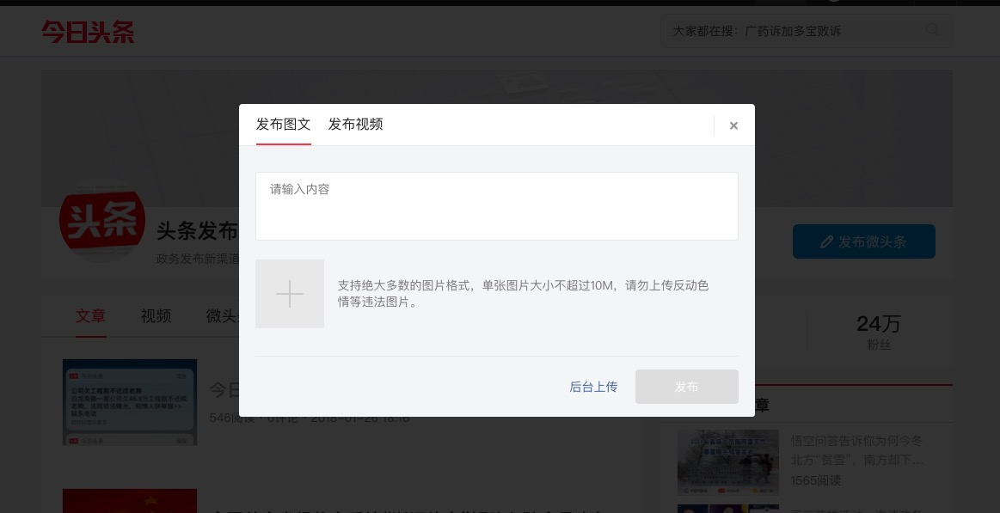 今日头条
大家都在搜：广药诉加多宝败诉
发布图文 发布视频
×
请输入内容
头条
头条发布
政务发布新渠道
发布微头条
支持绝大多数的图片格式，单张图片大小不超过10M，请勿上传反动色
情等违法图片。
文章 视频 微头
24万
粉丝
后台上传 发布
今日
546阅读 · 0评论 · 2018-01-26 18:16
章
悟空问答告诉你为何今冬
北方“贫雪”，南方却下...
1565阅读